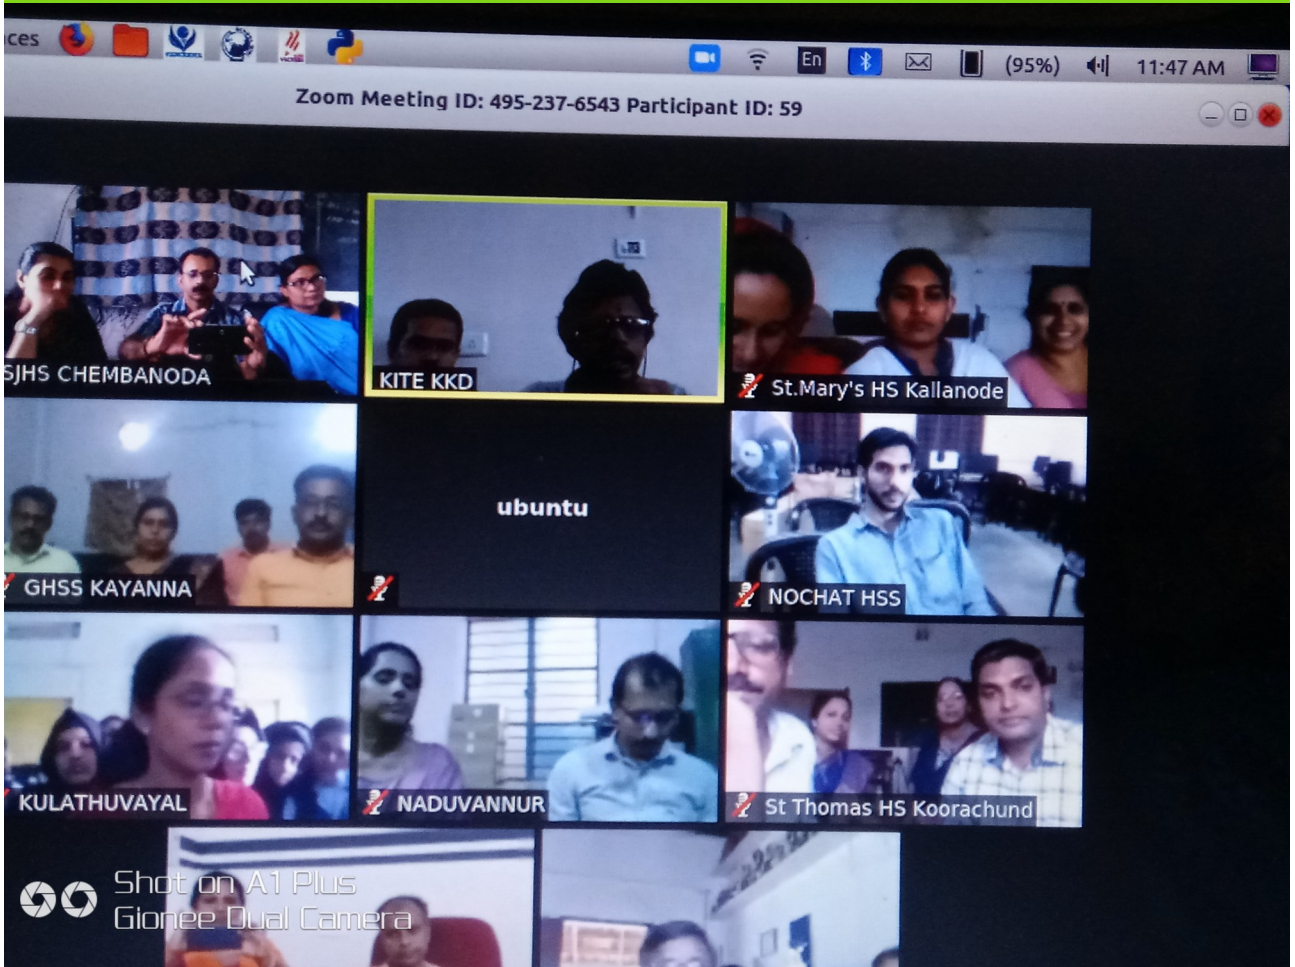 ces
En
(95%)
11:47 AM
Zoom Meeting ID: 495-237-6543 Participant ID: 59
SJHS CHEMBANODA
KITE KKD
St.Mary's HS Kallanode
GHSS KAYANNA
ubuntu
NOCHAT HSS
KULATHUVAYAL
NADUVANNUR
St Thomas HS Koorachund
Shot on A1 Plus
Gionee Dual Camera